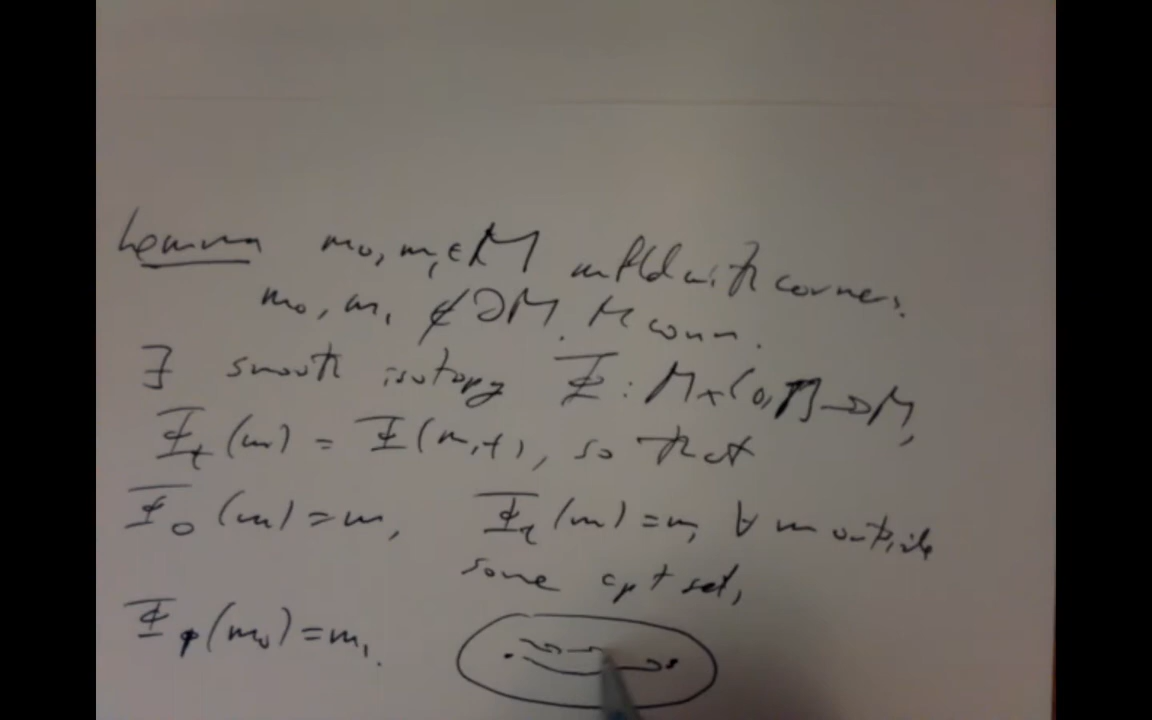 Lemma m₀, m₁ ∈ M mfld with corners.
m₀, m₁ ∉ ∂M. M conn.
∃ smooth isotopy Φ : M × [0,1] → M,
Φₜ(m) = Φ(m,t), so that
Φ₀(m) = m, Φₜ(m) = m, ∀ m outside
some cpt set,
Φ₁(m₀) = m₁.